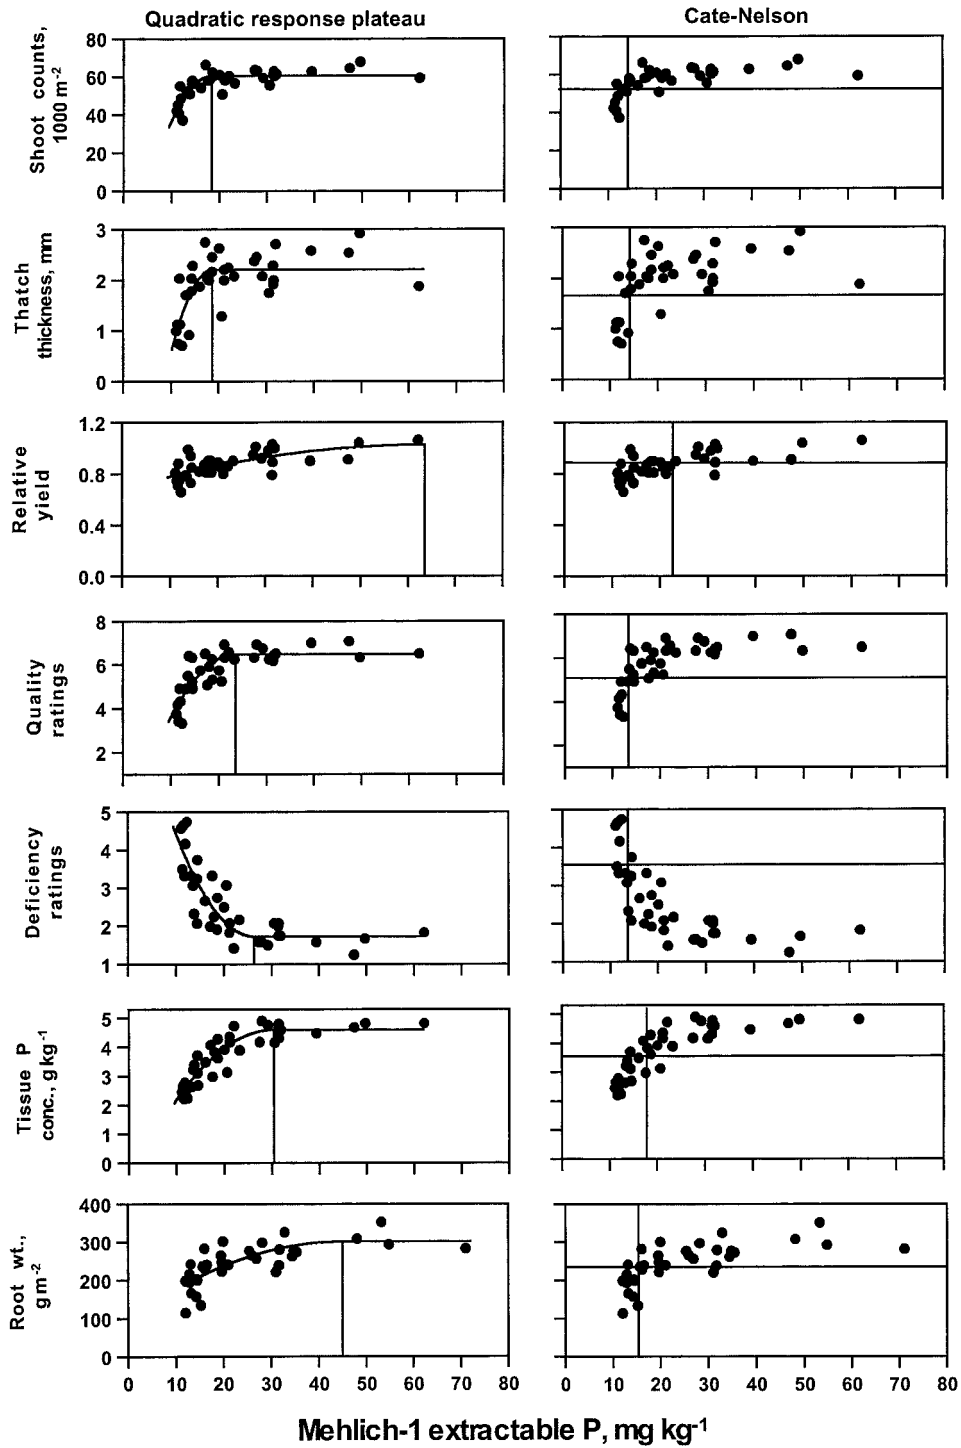 Quadratic response plateau
Cate-Nelson
Shoot counts,
1000 m-2
80
60
40
20
0
Thatch
thickness, mm
3
2
1
0
Relative
yield
1.2
0.8
0.4
0.0
Quality
ratings
8
6
4
2
Deficiency
ratings
5
4
3
2
1
Tissue P
conc., gkg-1
5
4
3
2
1
0
Root wt.,
gm-2
400
300
200
100
0
0 10 20 30 40 50 60 70 80
0 10 20 30 40 50 60 70 80
Mehlich-1 extractable P, mg kg-1